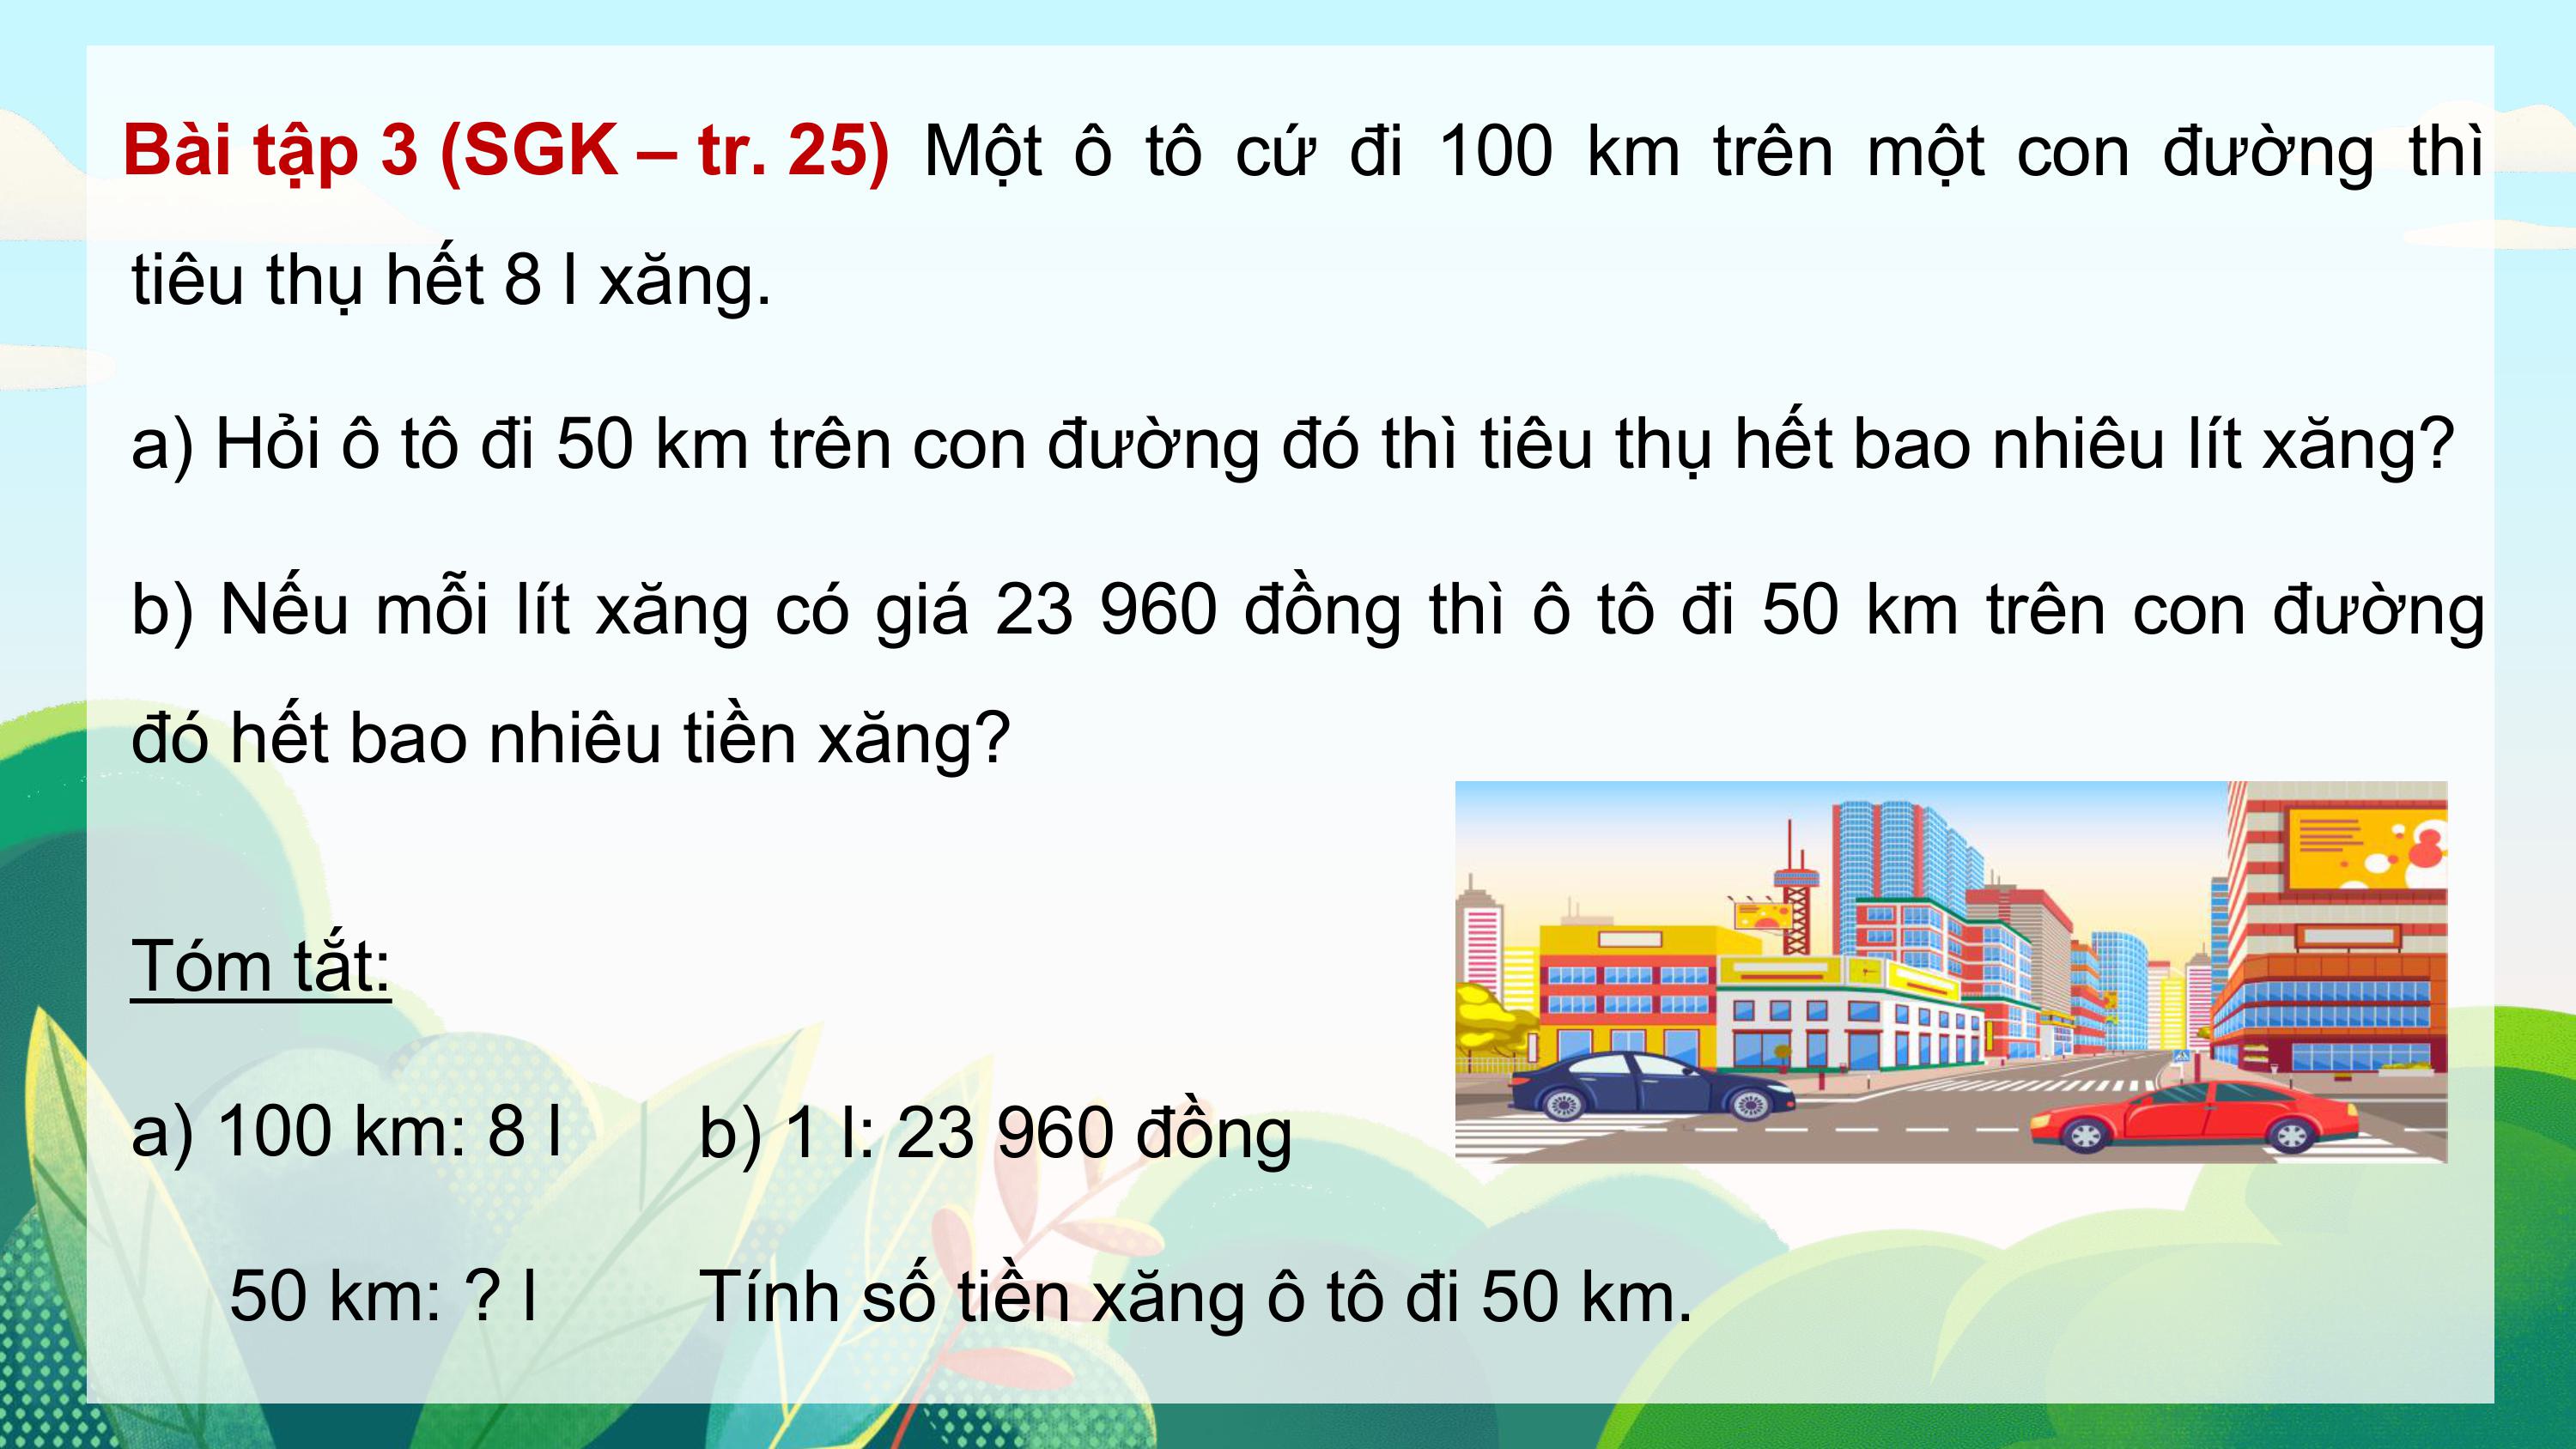 Bài tập 3 (SGK – tr. 25) Một ô tô cứ đi 100 km trên một con đường thì
tiêu thụ hết 8 l xăng.
a) Hỏi ô tô đi 50 km trên con đường đó thì tiêu thụ hết bao nhiêu lít xăng?
b) Nếu mỗi lít xăng có giá 23 960 đồng thì ô tô đi 50 km trên con đường
đó hết bao nhiêu tiền xăng?
Tóm tắt:
a) 100 km: 8 l
50 km: ? l
b) 1 l: 23 960 đồng
Tính số tiền xăng ô tô đi 50 km.